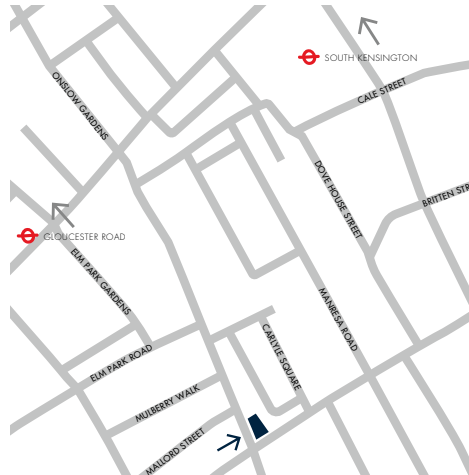 SOUTH KENSINGTON
CALE STREET
ONSLOW GARDENS
DOVE HOUSE STREET
BRITTEN STR
GLOUCESTER ROAD
ELM PARK GARDENS
MANRESA ROAD
CARLYLE SQUARE
ELM PARK ROAD
MULBERRY WALK
MALLORD STREET